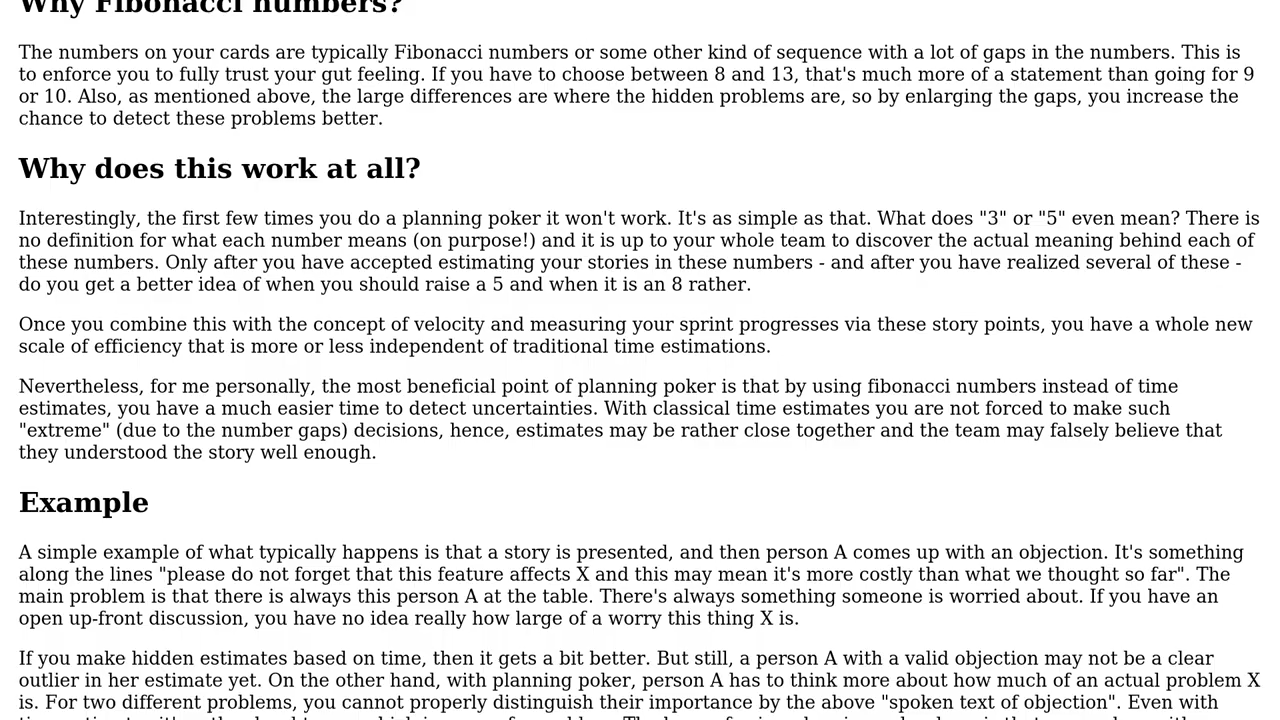 Why Fibonacci numbers?
The numbers on your cards are typically Fibonacci numbers or some other kind of sequence with a lot of gaps in the numbers. This is
to enforce you to fully trust your gut feeling. If you have to choose between 8 and 13, that's much more of a statement than going for 9
or 10. Also, as mentioned above, the large differences are where the hidden problems are, so by enlarging the gaps, you increase the
chance to detect these problems better.
Why does this work at all?
Interestingly, the first few times you do a planning poker it won't work. It's as simple as that. What does "3" or "5" even mean? There is
no definition for what each number means (on purpose!) and it is up to your whole team to discover the actual meaning behind each of
these numbers. Only after you have accepted estimating your stories in these numbers - and after you have realized several of these -
do you get a better idea of when you should raise a 5 and when it is an 8 rather.
Once you combine this with the concept of velocity and measuring your sprint progresses via these story points, you have a whole new
scale of efficiency that is more or less independent of traditional time estimations.
Nevertheless, for me personally, the most beneficial point of planning poker is that by using fibonacci numbers instead of time
estimates, you have a much easier time to detect uncertainties. With classical time estimates you are not forced to make such
"extreme" (due to the number gaps) decisions, hence, estimates may be rather close together and the team may falsely believe that
they understood the story well enough.
Example
A simple example of what typically happens is that a story is presented, and then person A comes up with an objection. It's something
along the lines "please do not forget that this feature affects X and this may mean it's more costly than what we thought so far". The
main problem is that there is always this person A at the table. There's always something someone is worried about. If you have an
open up-front discussion, you have no idea really how large of a worry this thing X is.
If you make hidden estimates based on time, then it gets a bit better. But still, a person A with a valid objection may not be a clear
outlier in her estimate yet. On the other hand, with planning poker, person A has to think more about how much of an actual problem X
is. For two different problems, you cannot properly distinguish their importance by the above "spoken text of objection". Even with